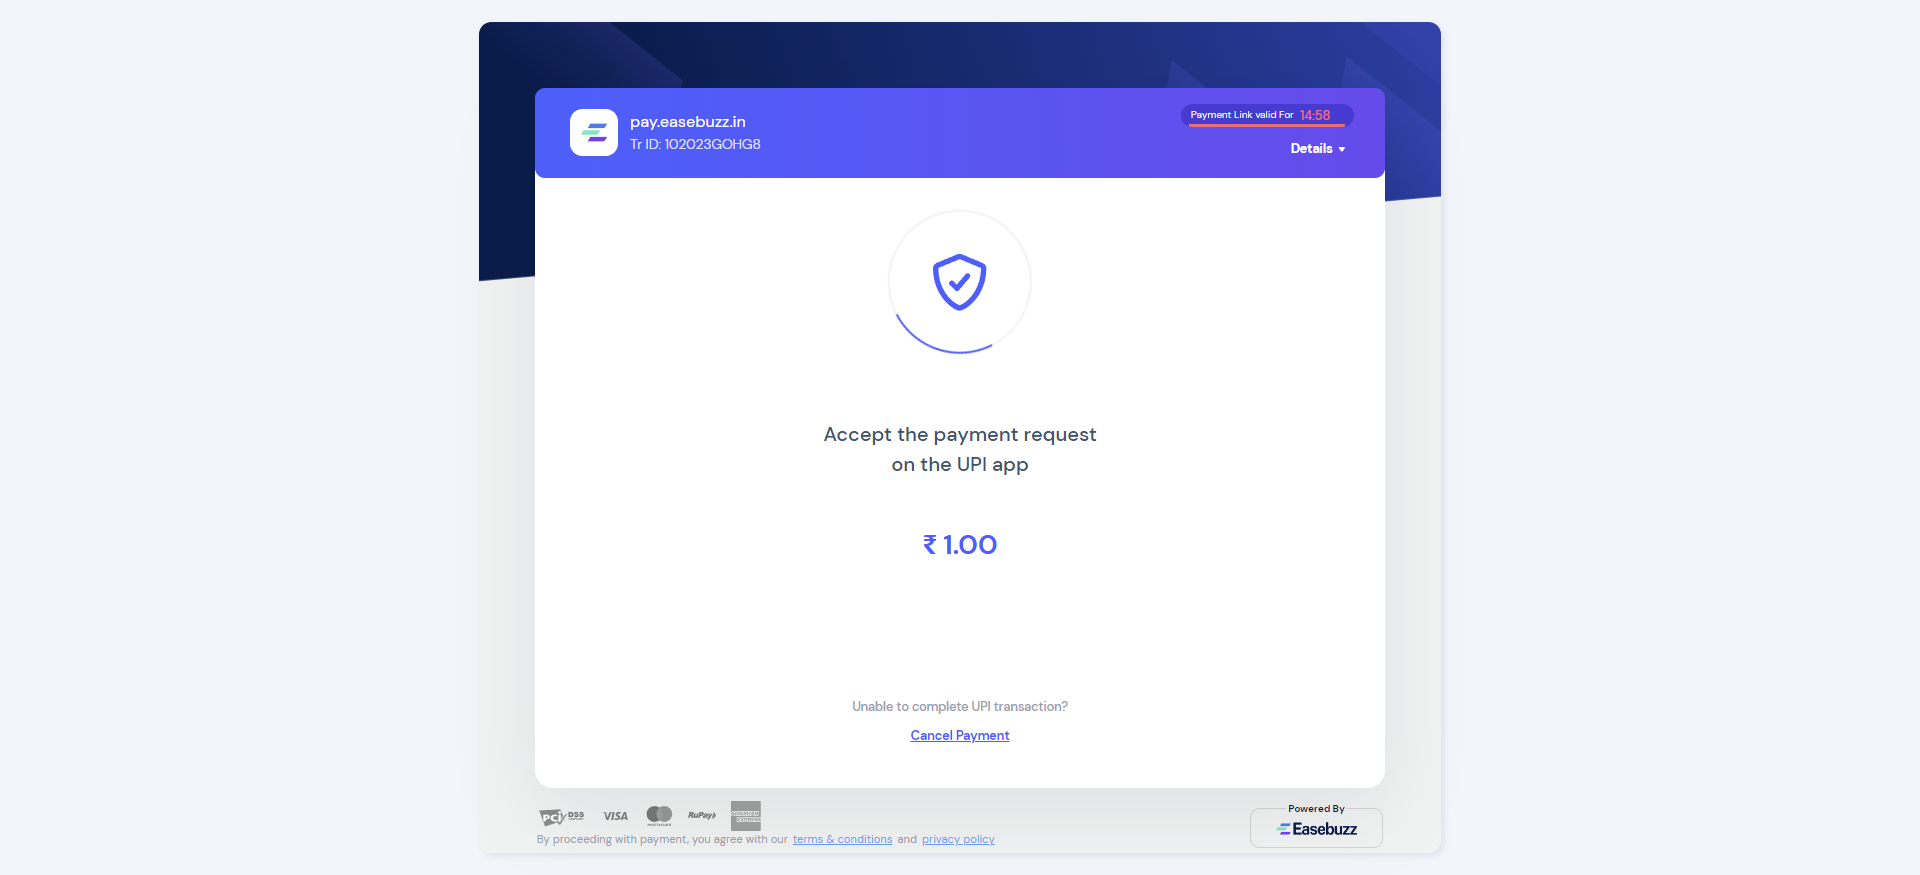 pay.easebuzz.in
Tr ID: 102023GOHG8
Payment Link valid For 14:58
Details
Accept the payment request
on the UPI app
₹ 1.00
Unable to complete UPI transaction?
Cancel Payment
PCI DSS
VISA
RuPay
By proceeding with payment, you agree with our terms & conditions and privacy policy
Powered By
Easebuzz